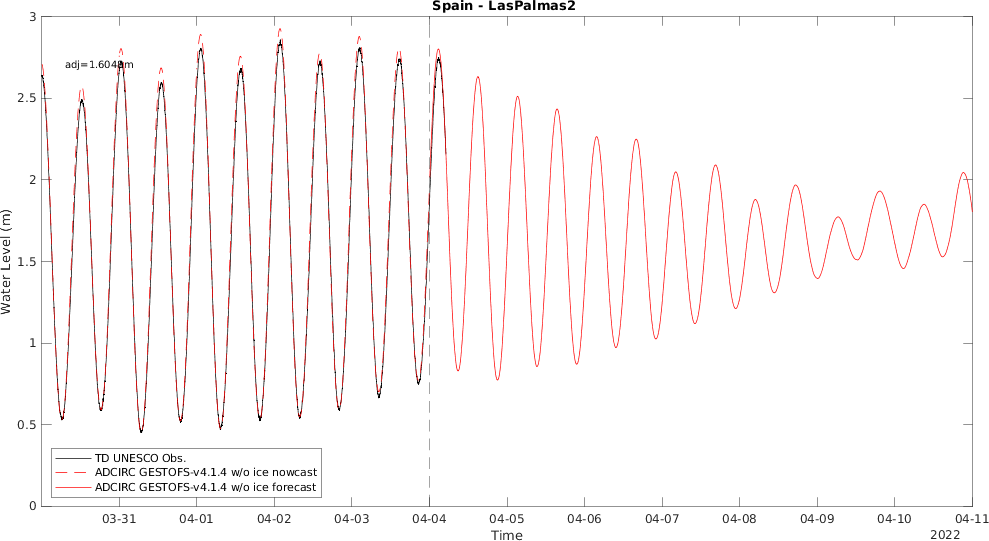 Spain - LasPalmas2
3
2.5
2
1.5
1
0.5
0
Water Level (m)
TD UNESCO Obs.
ADCIRC GESTOFS-v4.1.4 w/o ice nowcast
ADCIRC GESTOFS-v4.1.4 w/o ice forecast
03-31 04-01 04-02 04-03 04-04 04-05 04-06 04-07 04-08 04-09 04-10 04-11
Time
2022